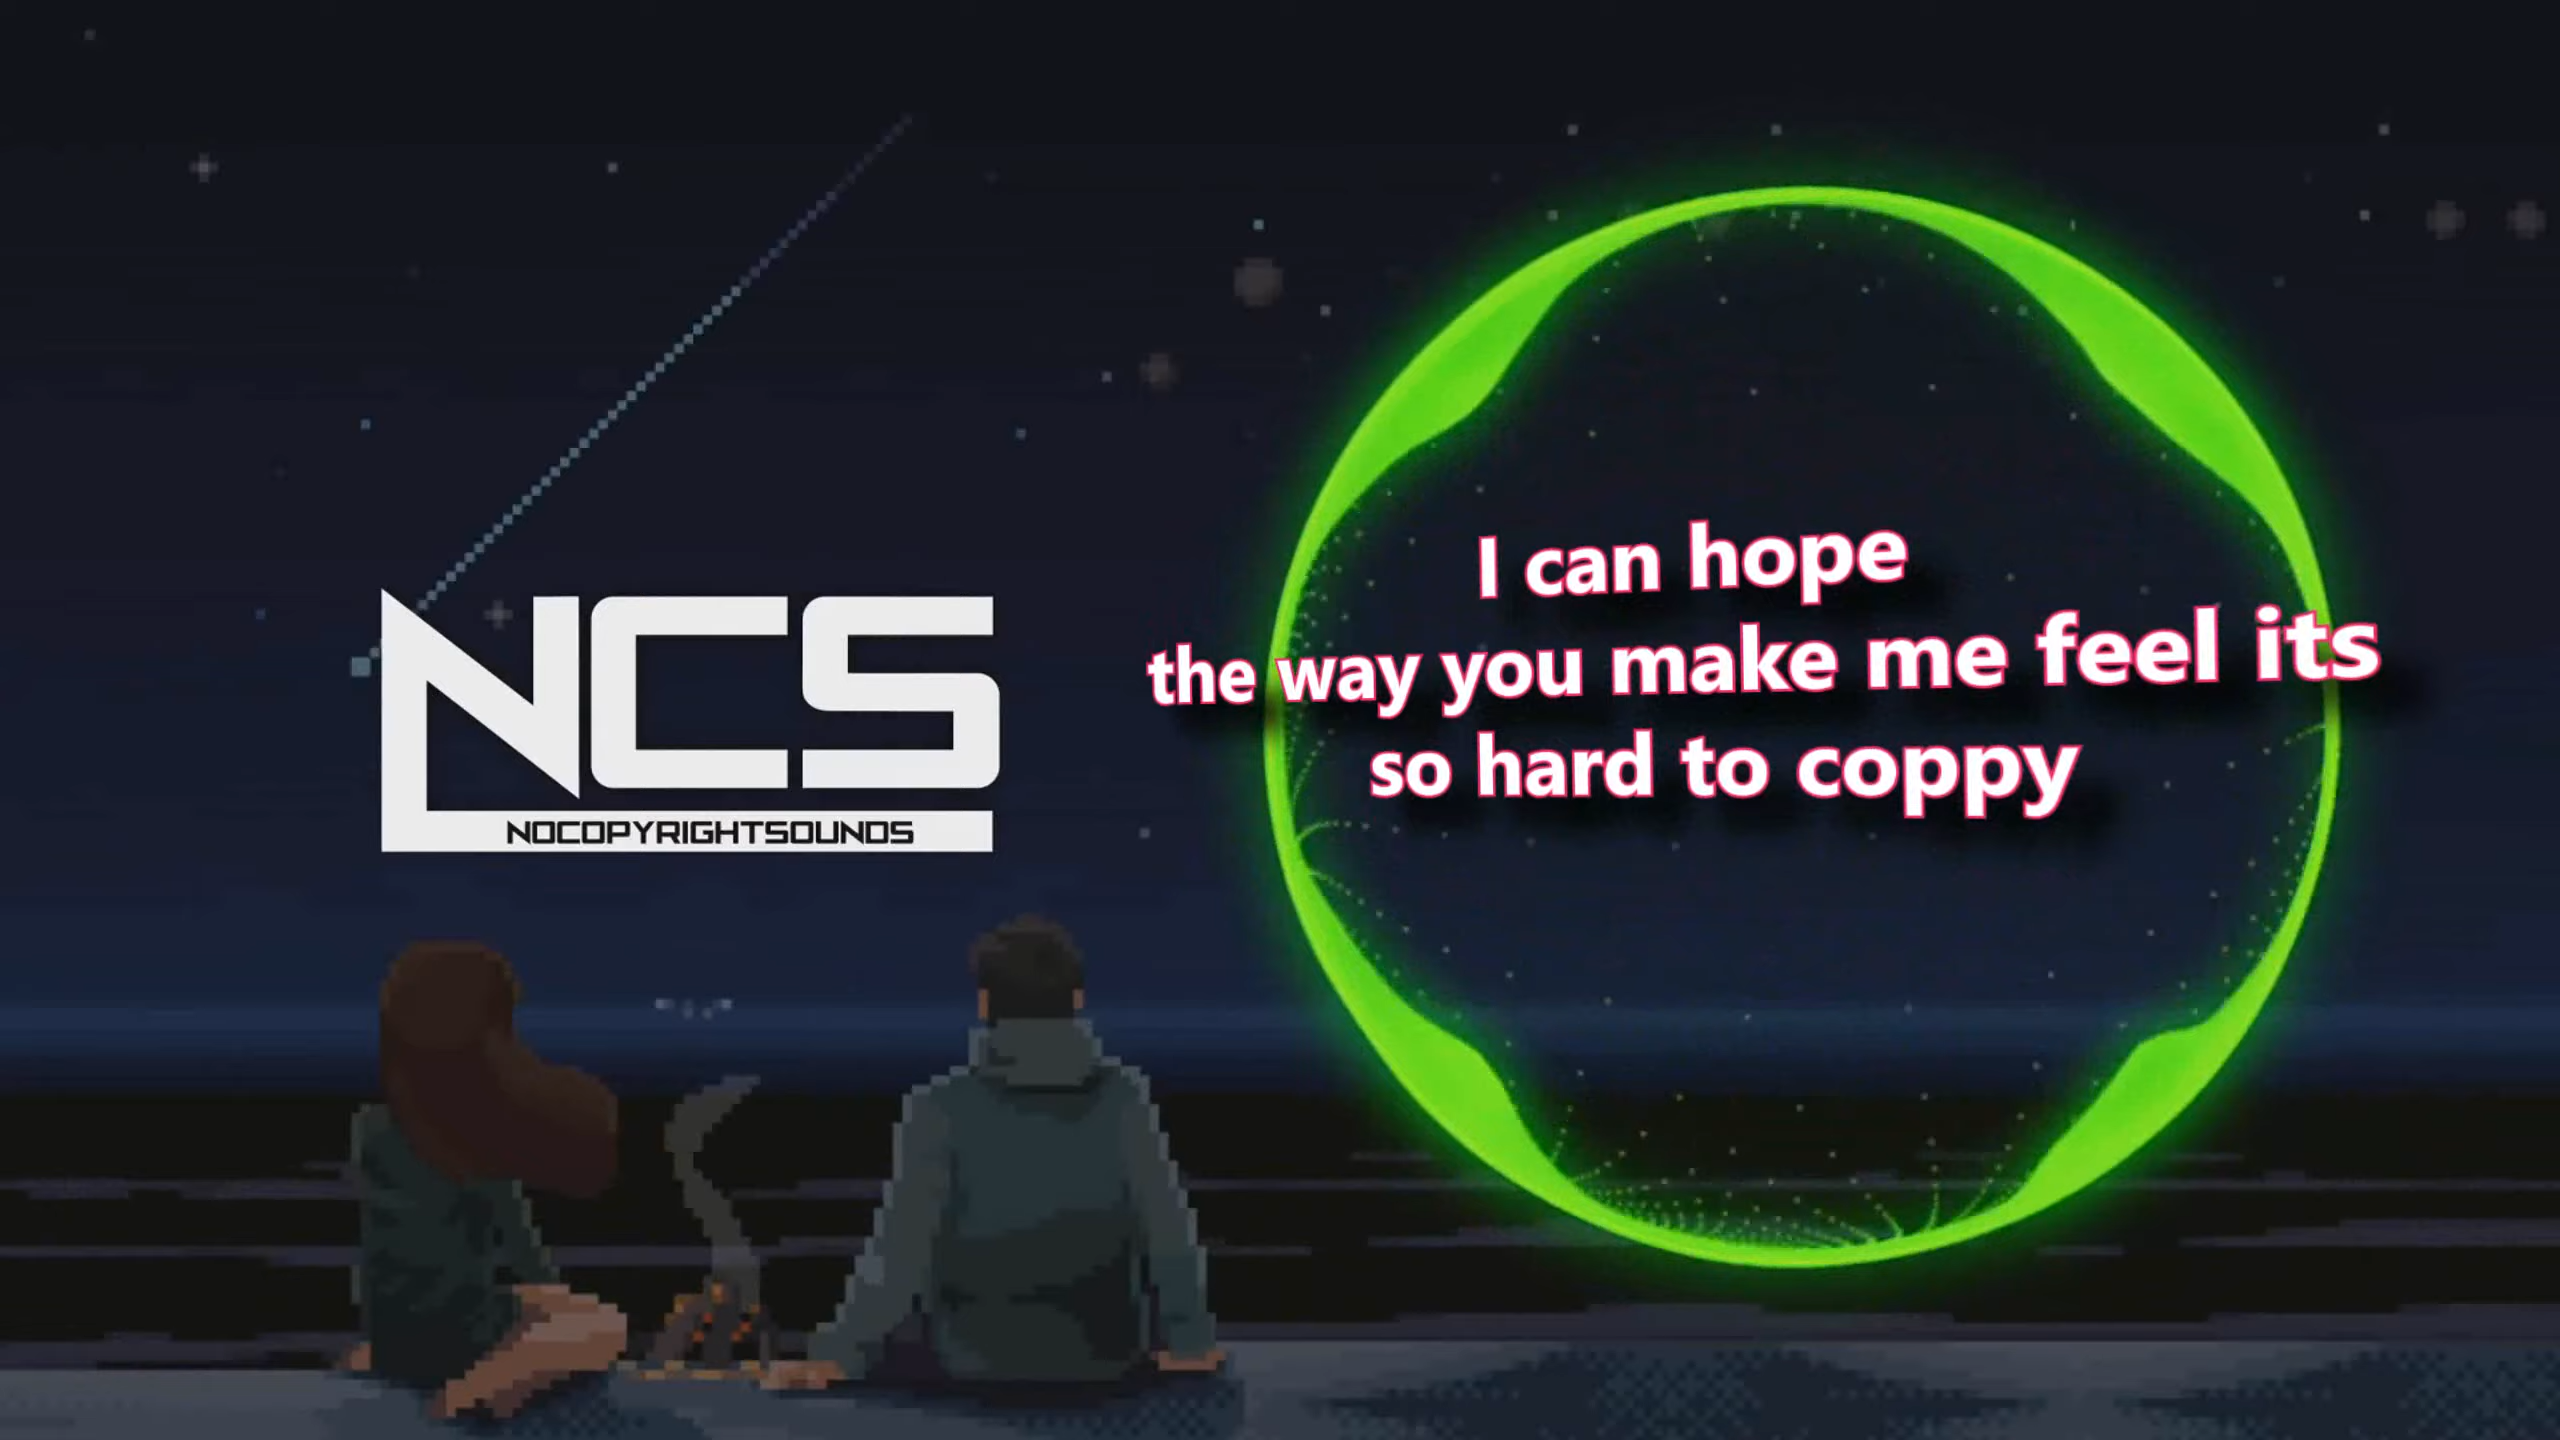 NCS
NOCOPYRIGHTSOUNDS
I can hope
the way you make me feel its
so hard to coppy